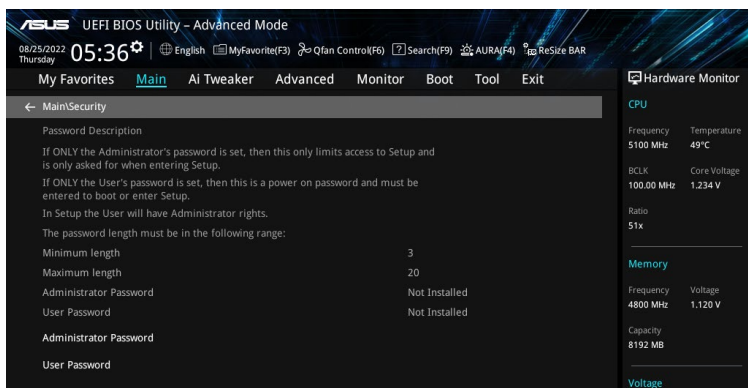 ASUS UEFI BIOS Utility – Advanced Mode
08/25/2022 Thursday 05:36 English MyFavorite(F3) Qfan Control(F6) ? Search(F9) AURA(F4) ReSize BAR
My Favorites Main Ai Tweaker Advanced Monitor Boot Tool Exit
← Main\Security
Password Description
If ONLY the Administrator's password is set, then this only limits access to Setup and
is only asked for when entering Setup.
If ONLY the User's password is set, then this is a power on password and must be
entered to boot or enter Setup.
In Setup the User will have Administrator rights.
The password length must be in the following range:
Minimum length 3
Maximum length 20
Administrator Password Not Installed
User Password Not Installed
Administrator Password
User Password
Hardware Monitor
CPU
Frequency Temperature
5100 MHz 49°C
BCLK Core Voltage
100.00 MHz 1.234 V
Ratio
51x
Memory
Frequency Voltage
4800 MHz 1.120 V
Capacity
8192 MB
Voltage